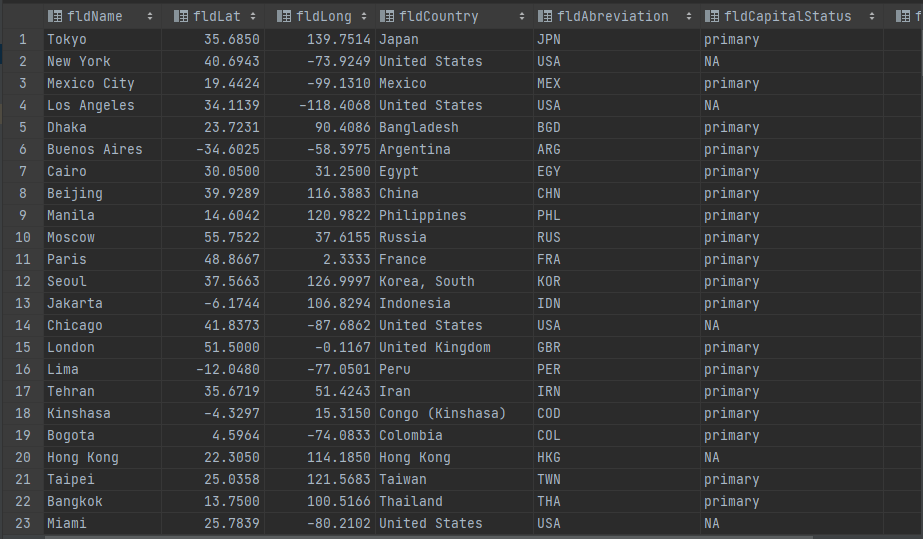 fldName fldLat fldLong fldCountry fldAbreviation fldCapitalStatus f
1 Tokyo 35.6850 139.7514 Japan JPN primary
2 New York 40.6943 -73.9249 United States USA NA
3 Mexico City 19.4424 -99.1310 Mexico MEX primary
4 Los Angeles 34.1139 -118.4068 United States USA NA
5 Dhaka 23.7231 90.4086 Bangladesh BGD primary
6 Buenos Aires -34.6025 -58.3975 Argentina ARG primary
7 Cairo 30.0500 31.2500 Egypt EGY primary
8 Beijing 39.9289 116.3883 China CHN primary
9 Manila 14.6042 120.9822 Philippines PHL primary
10 Moscow 55.7522 37.6155 Russia RUS primary
11 Paris 48.8667 2.3333 France FRA primary
12 Seoul 37.5663 126.9997 Korea, South KOR primary
13 Jakarta -6.1744 106.8294 Indonesia IDN primary
14 Chicago 41.8373 -87.6862 United States USA NA
15 London 51.5000 -0.1167 United Kingdom GBR primary
16 Lima -12.0480 -77.0501 Peru PER primary
17 Tehran 35.6719 51.4243 Iran IRN primary
18 Kinshasa -4.3297 15.3150 Congo (Kinshasa) COD primary
19 Bogota 4.5964 -74.0833 Colombia COL primary
20 Hong Kong 22.3050 114.1850 Hong Kong HKG NA
21 Taipei 25.0358 121.5683 Taiwan TWN primary
22 Bangkok 13.7500 100.5166 Thailand THA primary
23 Miami 25.7839 -80.2102 United States USA NA